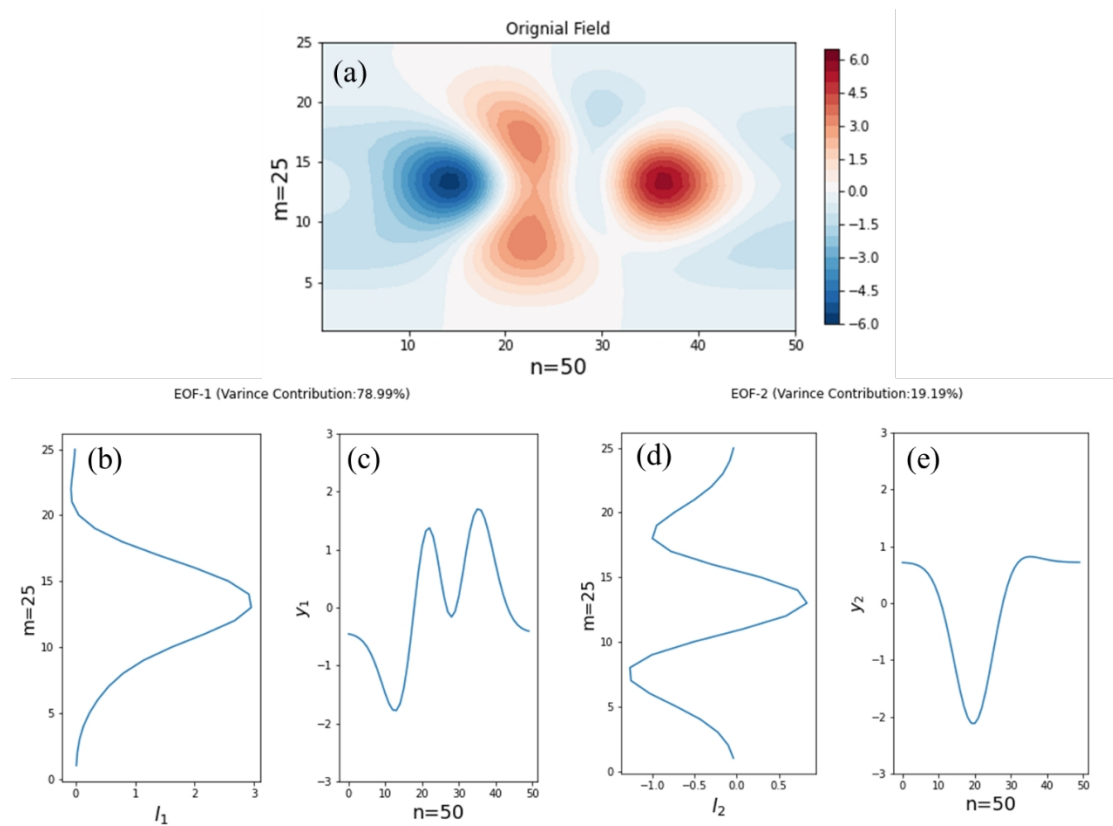 Orignial Field
(a)
25
20
15
10
5
m=25
10 20 30 40 50
n=50
6.0
4.5
3.0
1.5
0.0
−1.5
−3.0
−4.5
−6.0
EOF-1 (Varince Contribution:78.99%)
EOF-2 (Varince Contribution:19.19%)
(b)
25
20
15
10
5
0
m=25
0 1 2 3
l₁
(c)
3
2
1
0
−1
−2
−3
y₁
0 10 20 30 40 50
n=50
(d)
25
20
15
10
5
0
m=25
−1.0 −0.5 0.0 0.5
l₂
(e)
3
2
1
0
−1
−2
−3
y₂
0 10 20 30 40 50
n=50